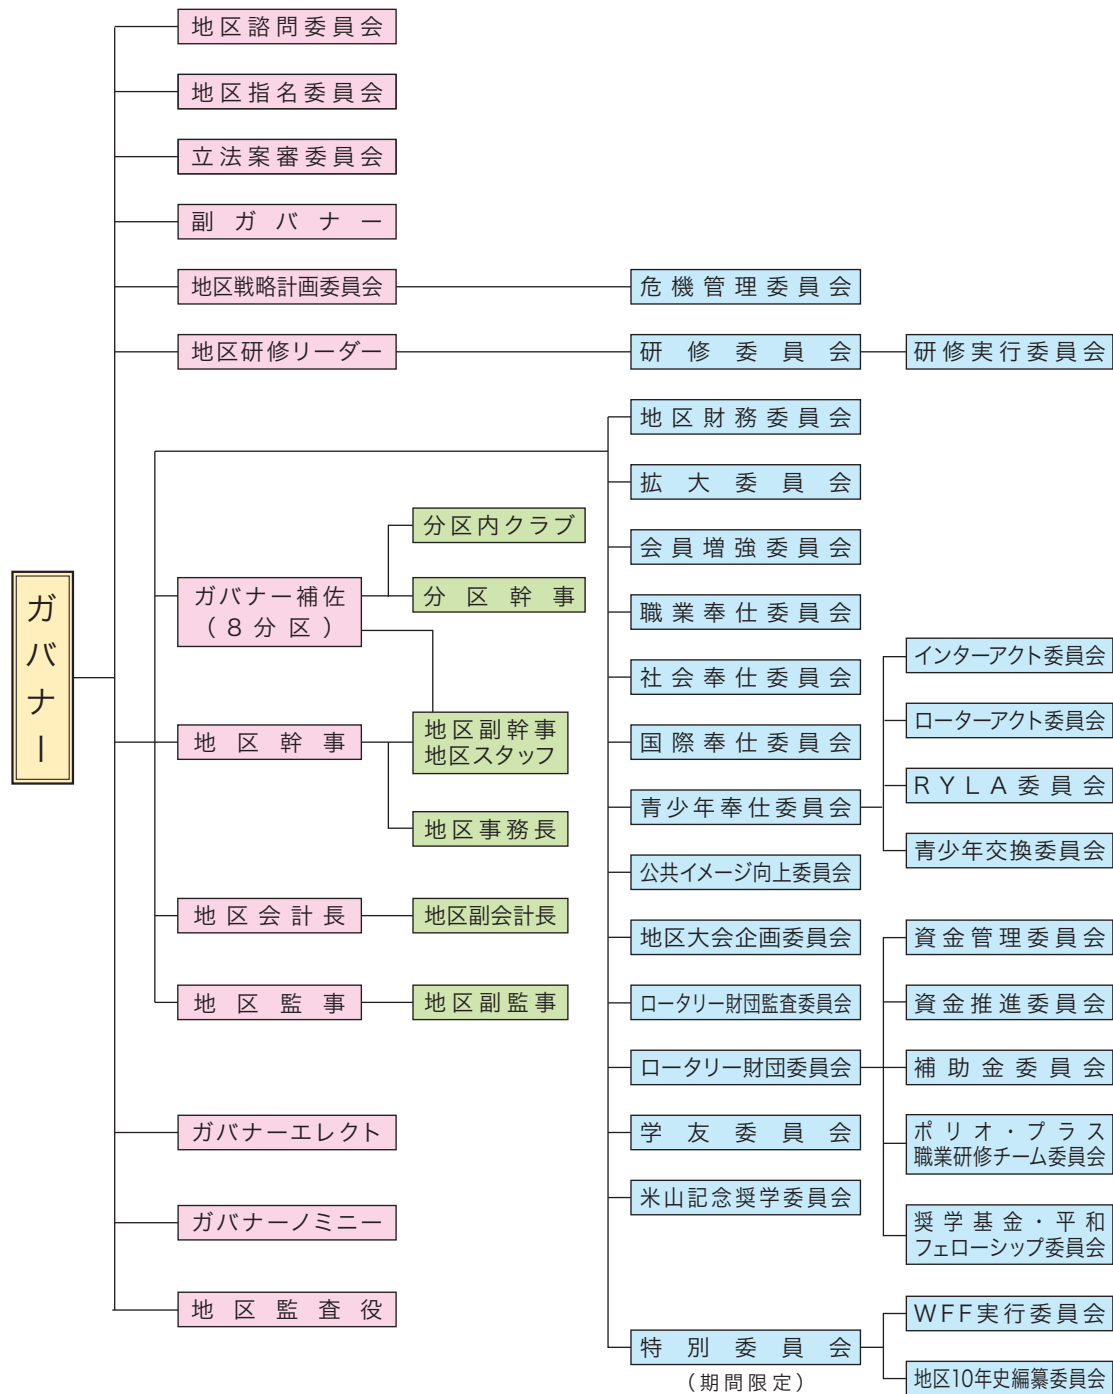 ガバナー
地区諮問委員会
地区指名委員会
立法案審委員会
副ガバナー
地区戦略計画委員会
危機管理委員会
地区研修リーダー
研修委員会
研修実行委員会
ガバナー補佐
(8分区)
分区内クラブ
分区幹事
地区幹事
地区副幹事
地区スタッフ
地区事務長
地区会計長
地区副会計長
地区監事
地区副監事
地区財務委員会
拡大委員会
会員増強委員会
職業奉仕委員会
社会奉仕委員会
国際奉仕委員会
青少年奉仕委員会
インターアクト委員会
ローターアクト委員会
RYLA委員会
青少年交換委員会
公共イメージ向上委員会
地区大会企画委員会
ロータリー財団監査委員会
ロータリー財団委員会
資金管理委員会
資金推進委員会
補助金委員会
ポリオ・プラス
職業研修チーム委員会
奨学基金・平和
フェローシップ委員会
学友委員会
米山記念奨学委員会
特別委員会
(期間限定)
WFF実行委員会
地区10年史編纂委員会
ガバナーエレクト
ガバナーノミニー
地区監査役